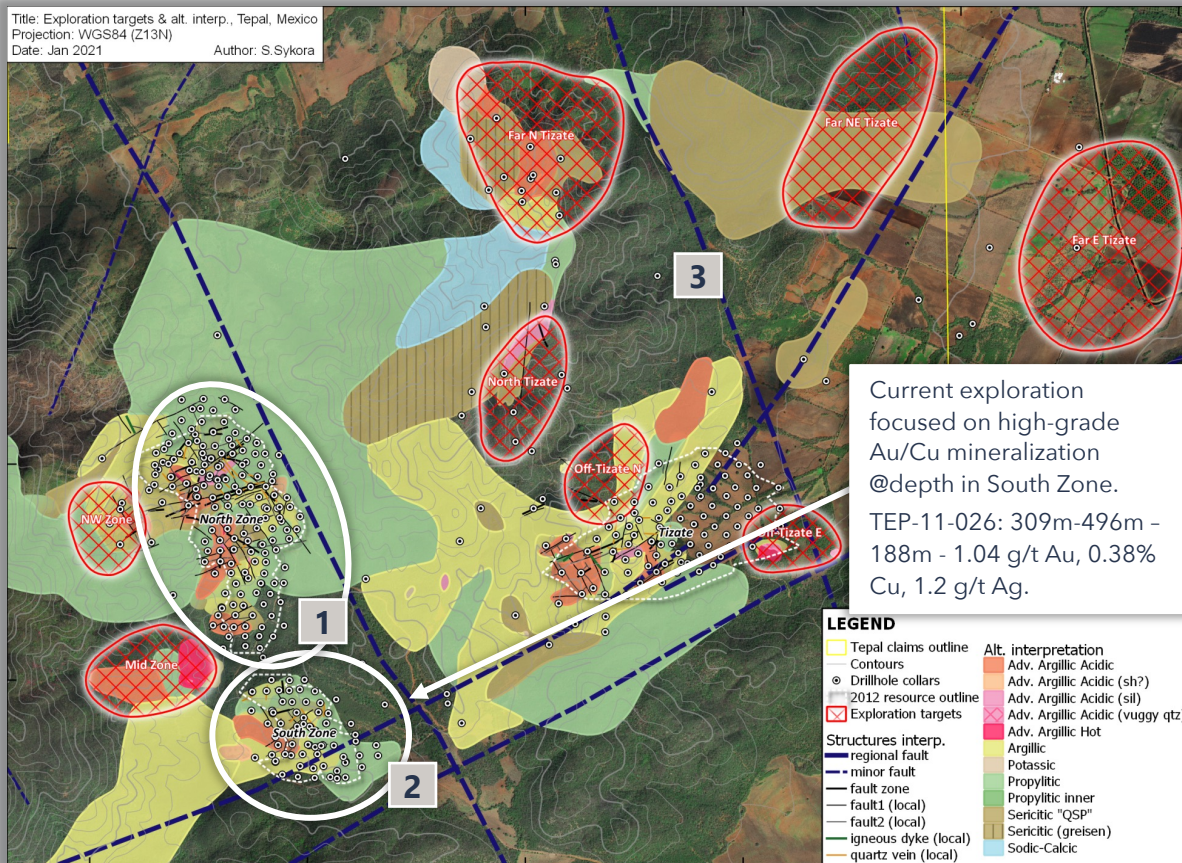 Title: Exploration targets & alt. interp., Tepal, Mexico
Projection: WGS84 (Z13N)
Date: Jan 2021 Author: S.Sykora
Far N Tizate
Far NE Tizate
Far E Tizate
3
North Tizate
Off-Tizate N
NW Zone
North Zone
Tizate
Off-Tizate E
Current exploration
focused on high-grade
Au/Cu mineralization
@depth in South Zone.
TEP-11-026: 309m-496m –
188m - 1.04 g/t Au, 0.38%
Cu, 1.2 g/t Ag.
1
Mid Zone
South Zone
2
LEGEND
Tepal claims outline
Contours
Drillhole collars
2012 resource outline
Exploration targets
Structures interp.
regional fault
minor fault
fault zone
fault1 (local)
fault2 (local)
igneous dyke (local)
quartz vein (local)
Alt. interpretation
Adv. Argillic Acidic
Adv. Argillic Acidic (sh?)
Adv. Argillic Acidic (sil)
Adv. Argillic Acidic (vuggy qtz)
Adv. Argillic Hot
Argillic
Potassic
Propylitic
Propylitic inner
Sericitic "QSP"
Sericitic (greisen)
Sodic-Calcic